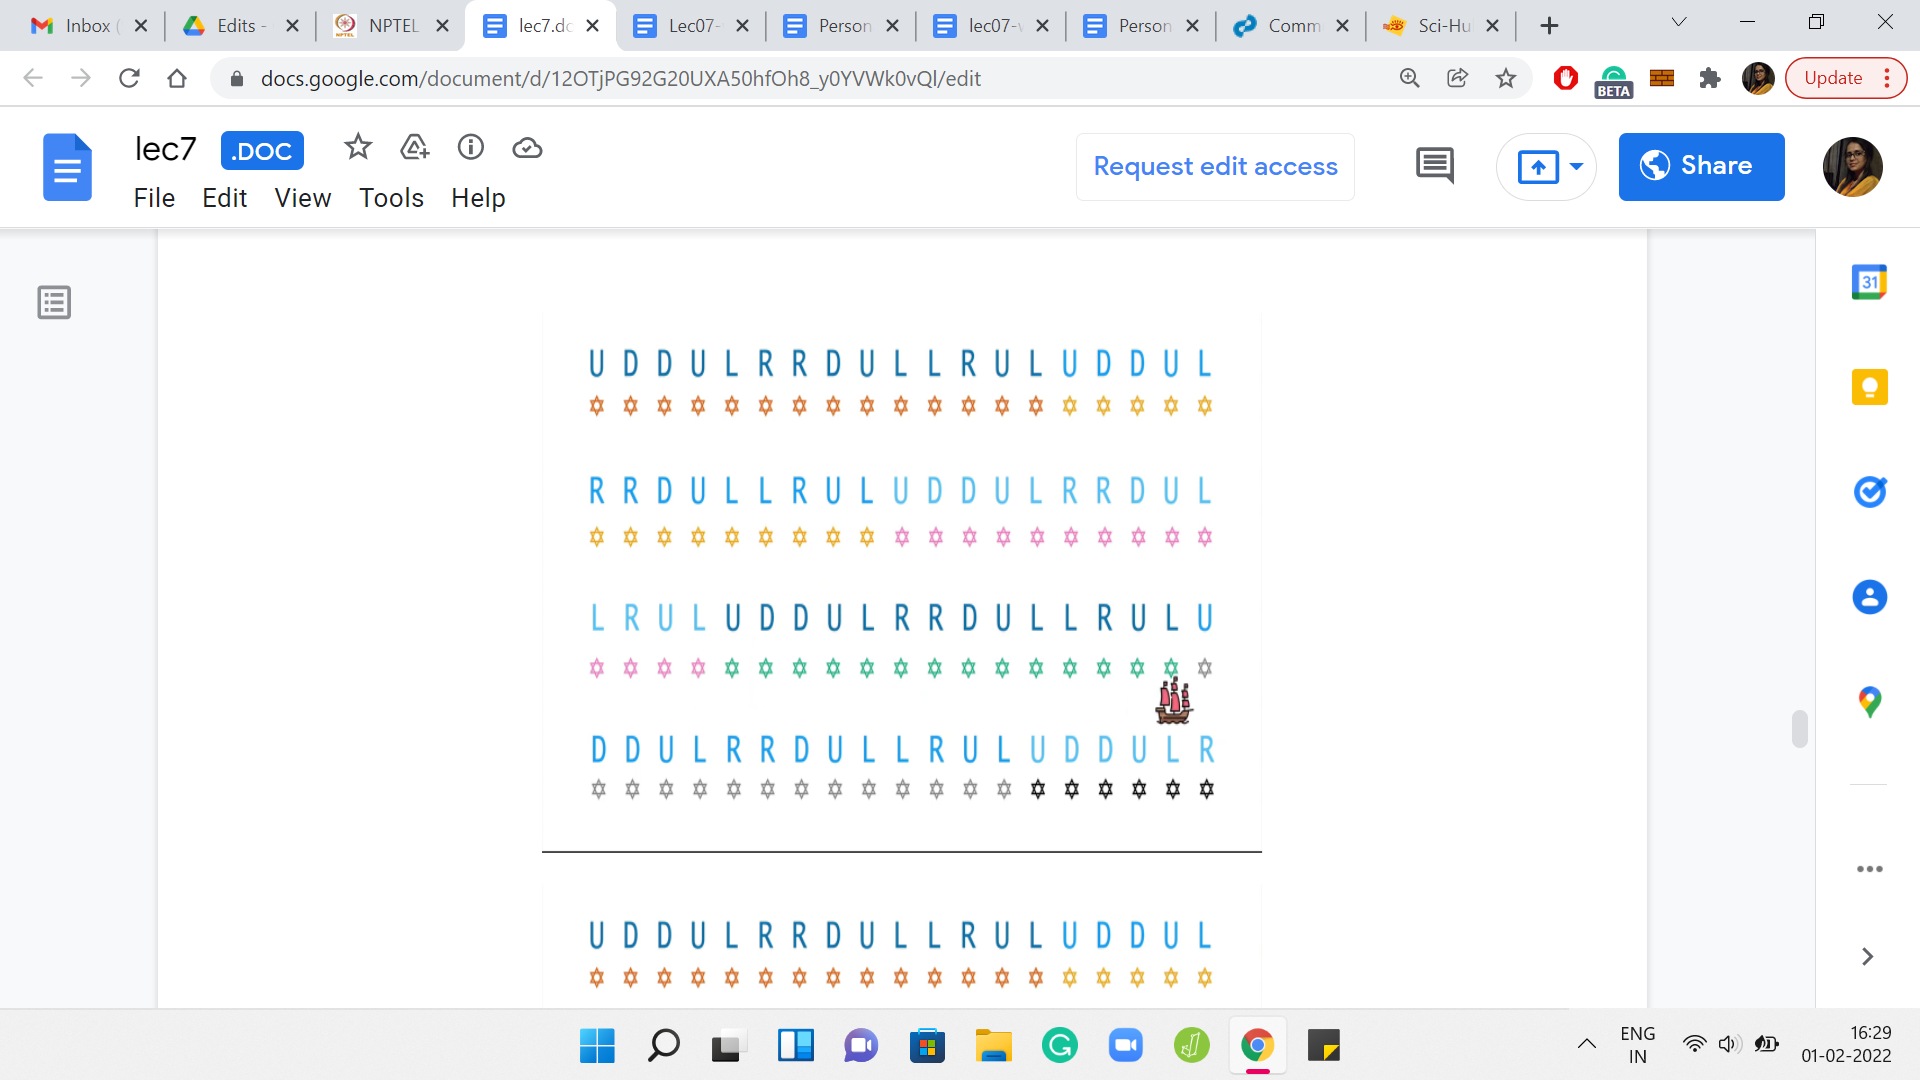 Inbox (
Edits -
NPTEL
lec7.do
Lec07-
Person
lec07-v
Person
Comm
Sci-Hu
docs.google.com/document/d/12OTjPG92G20UXA50hfOh8_y0YVWk0vQl/edit
BETA
Update
lec7
.DOC
File Edit View Tools Help
Request edit access
Share
31
U D D U L R R D U L L R U L U D D U L
R R D U L L R U L U D D U L R R D U L
L R U L U D D U L R R D U L L R U L U
D D U L R R D U L L R U L U D D U L R
U D D U L R R D U L L R U L U D D U L
ENG
IN
16:29
01-02-2022